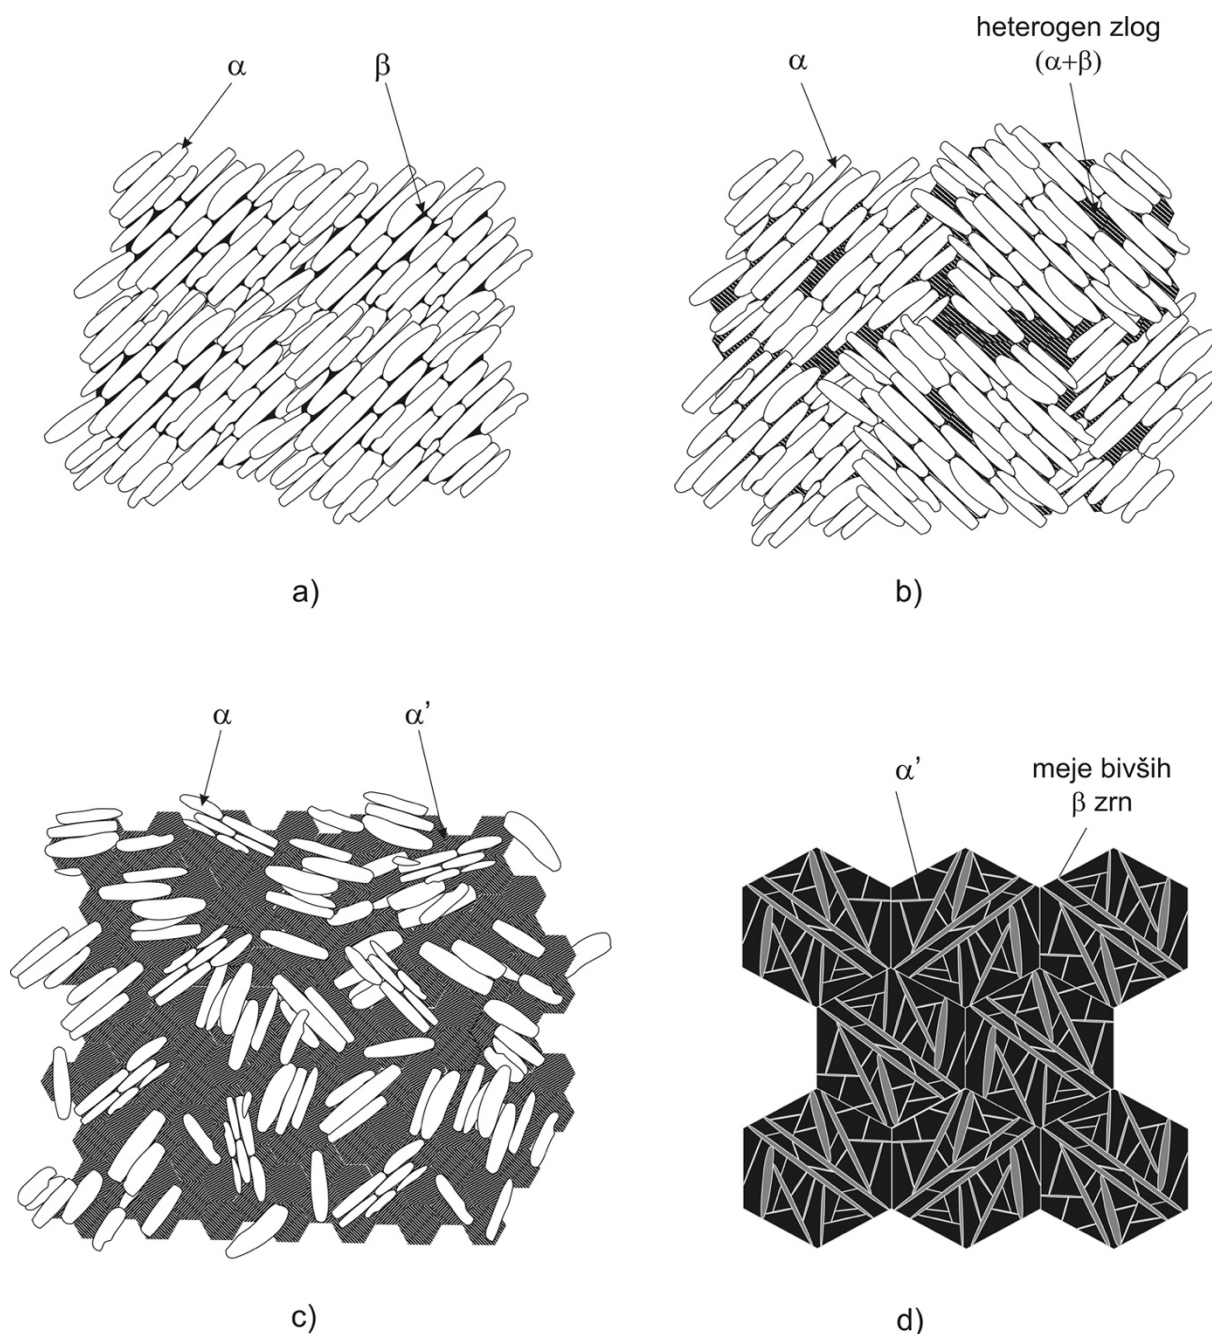 α
β
a)
α
heterogen zlog
(α+β)
b)
α
α’
c)
α’
meje bivših
β zrn
d)